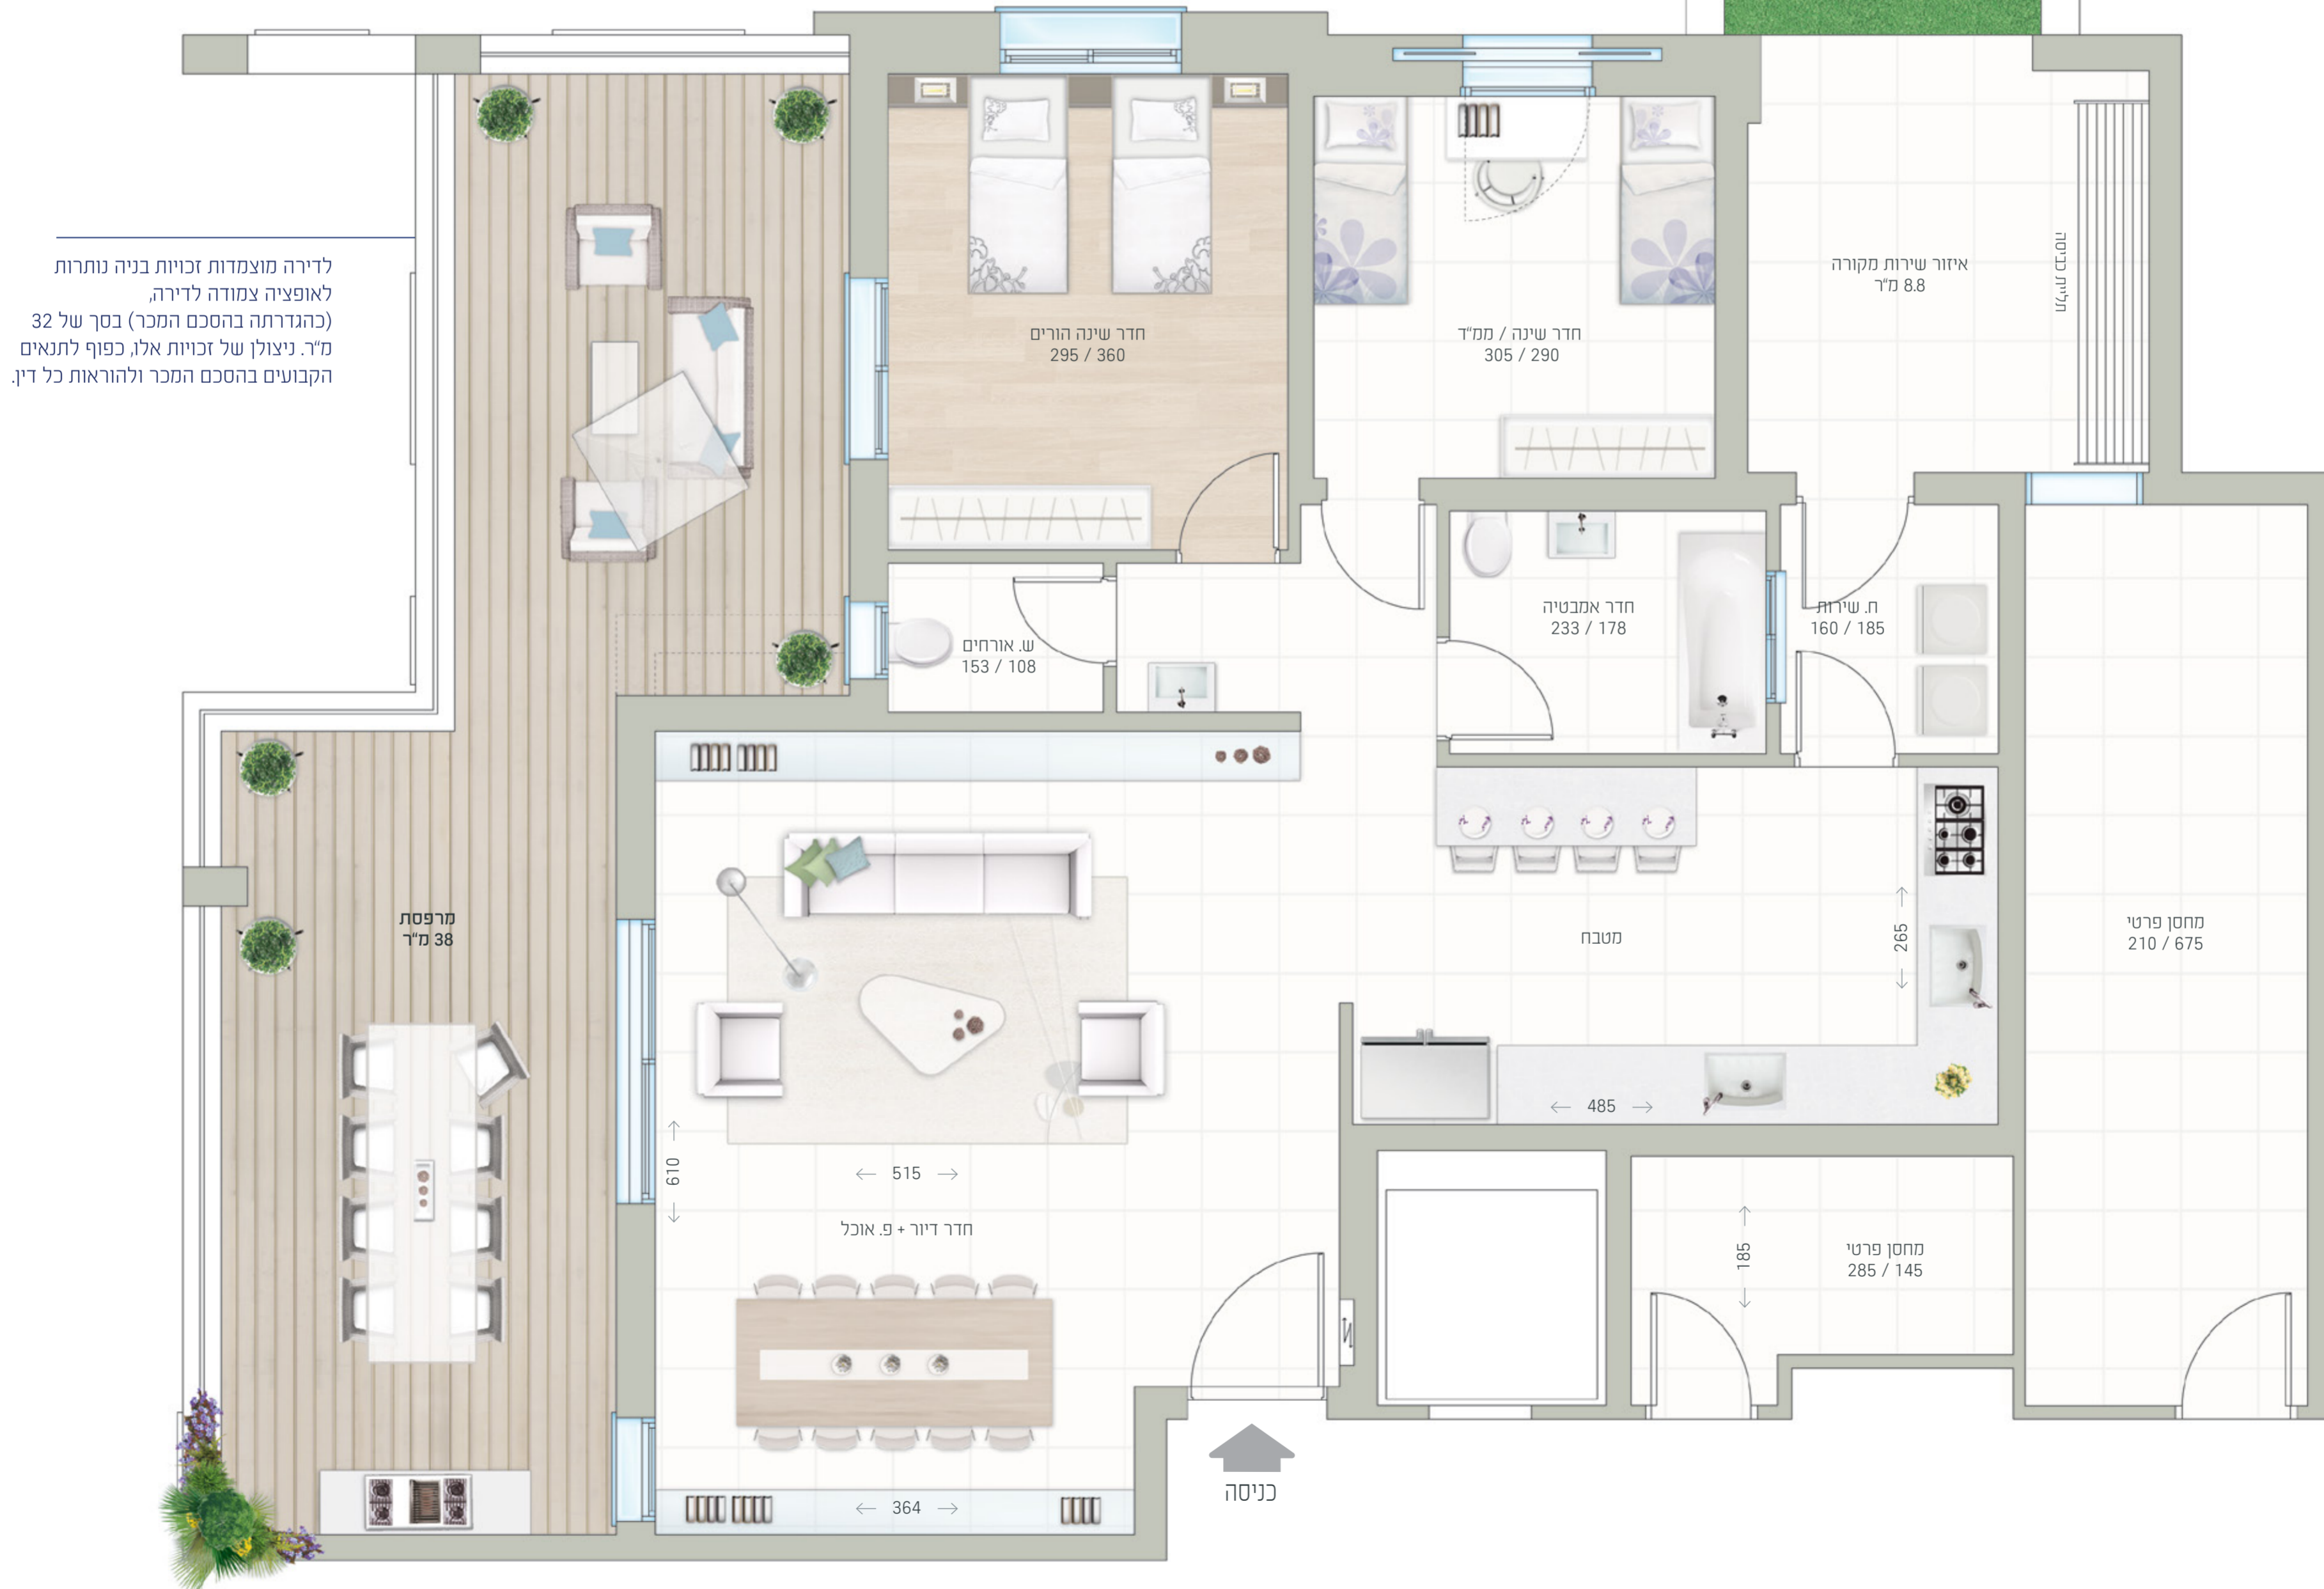 לדירה מוצמדות זכויות בניה נותרות
לאופציה צמודה לדירה,
(כהגדרתה בהסכם המכר) בסך של 32
מ"ר. ניצולן של זכויות אלו, כפוף לתנאים
הקבועים בהסכם המכר ולהוראות כל דין.
איזור שירות מקורה
8.8 מ"ר
תליית כביסה
חדר שינה / ממ"ד
305 / 290
חדר שינה הורים
295 / 360
ח. שירות
160 / 185
חדר אמבטיה
233 / 178
ש. אורחים
153 / 108
מרפסת
38 מ"ר
מטבח
265
485
מחסן פרטי
210 / 675
610
515
חדר דיור + פ. אוכל
185
מחסן פרטי
285 / 145
364
כניסה